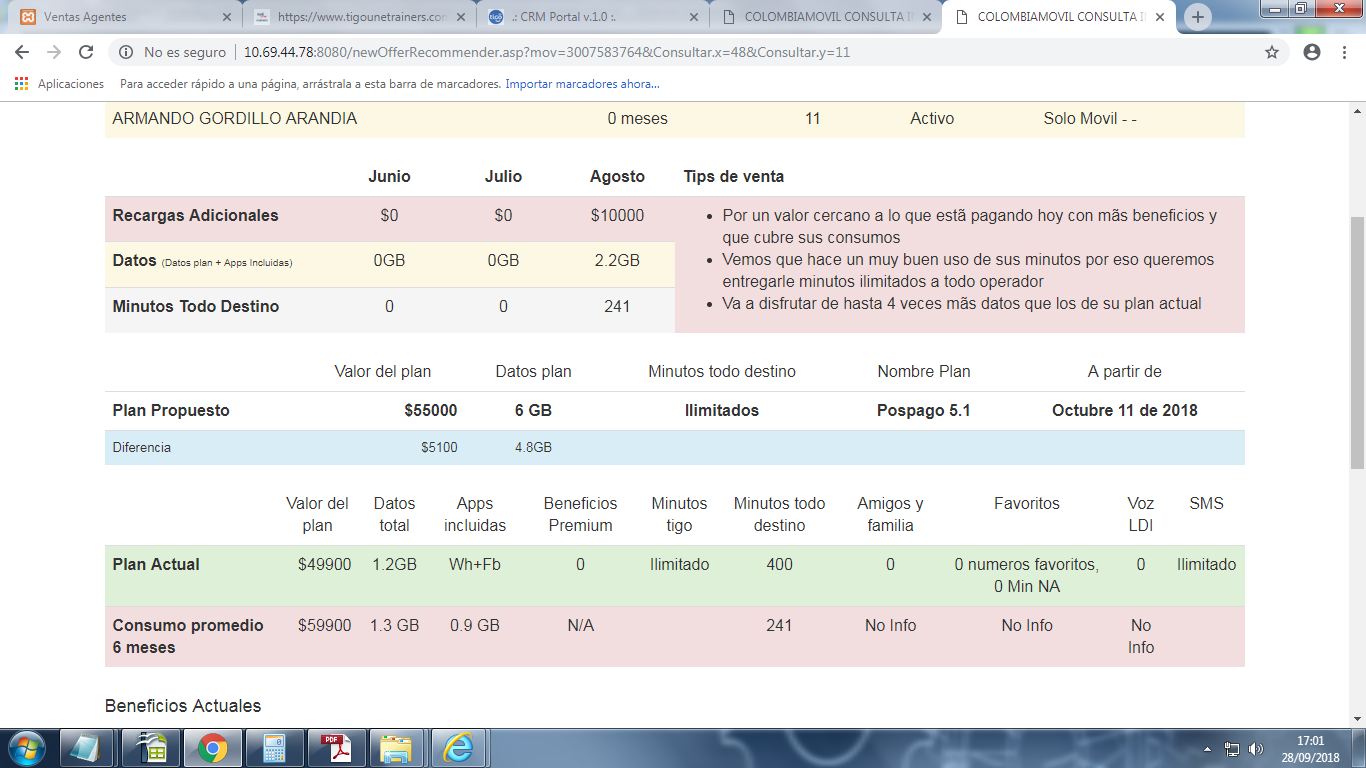 Ventas Agentes
https://www.tigounetrainers.com
.: CRM Portal v.1.0 :.
COLOMBIAMOVIL CONSULTA I
COLOMBIAMOVIL CONSULTA I
No es seguro | 10.69.44.78:8080/newOfferRecommender.asp?mov=3007583764&Consultar.x=48&Consultar.y=11
Aplicaciones Para acceder rápido a una página, arrástrala a esta barra de marcadores. Importar marcadores ahora...
ARMANDO GORDILLO ARANDIA 0 meses 11 Activo Solo Movil - -
Junio Julio Agosto Tips de venta
Recargas Adicionales $0 $0 $10000
Datos (Datos plan + Apps Incluidas) 0GB 0GB 2.2GB
Minutos Todo Destino 0 0 241
• Por un valor cercano a lo que estã pagando hoy con mãs beneficios y
que cubre sus consumos
• Vemos que hace un muy buen uso de sus minutos por eso queremos
entregarle minutos ilimitados a todo operador
• Va a disfrutar de hasta 4 veces mãs datos que los de su plan actual
Valor del plan Datos plan Minutos todo destino Nombre Plan A partir de
Plan Propuesto $55000 6 GB Ilimitados Pospago 5.1 Octubre 11 de 2018
Diferencia $5100 4.8GB
Valor del Datos Apps Beneficios Minutos Minutos todo Amigos y Favoritos Voz SMS
plan total incluidas Premium tigo destino familia LDI
Plan Actual $49900 1.2GB Wh+Fb 0 Ilimitado 400 0 0 numeros favoritos, 0 Ilimitado
0 Min NA
Consumo promedio $59900 1.3 GB 0.9 GB N/A 241 No Info No Info No
6 meses Info
Beneficios Actuales
PDF
17:01
28/09/2018